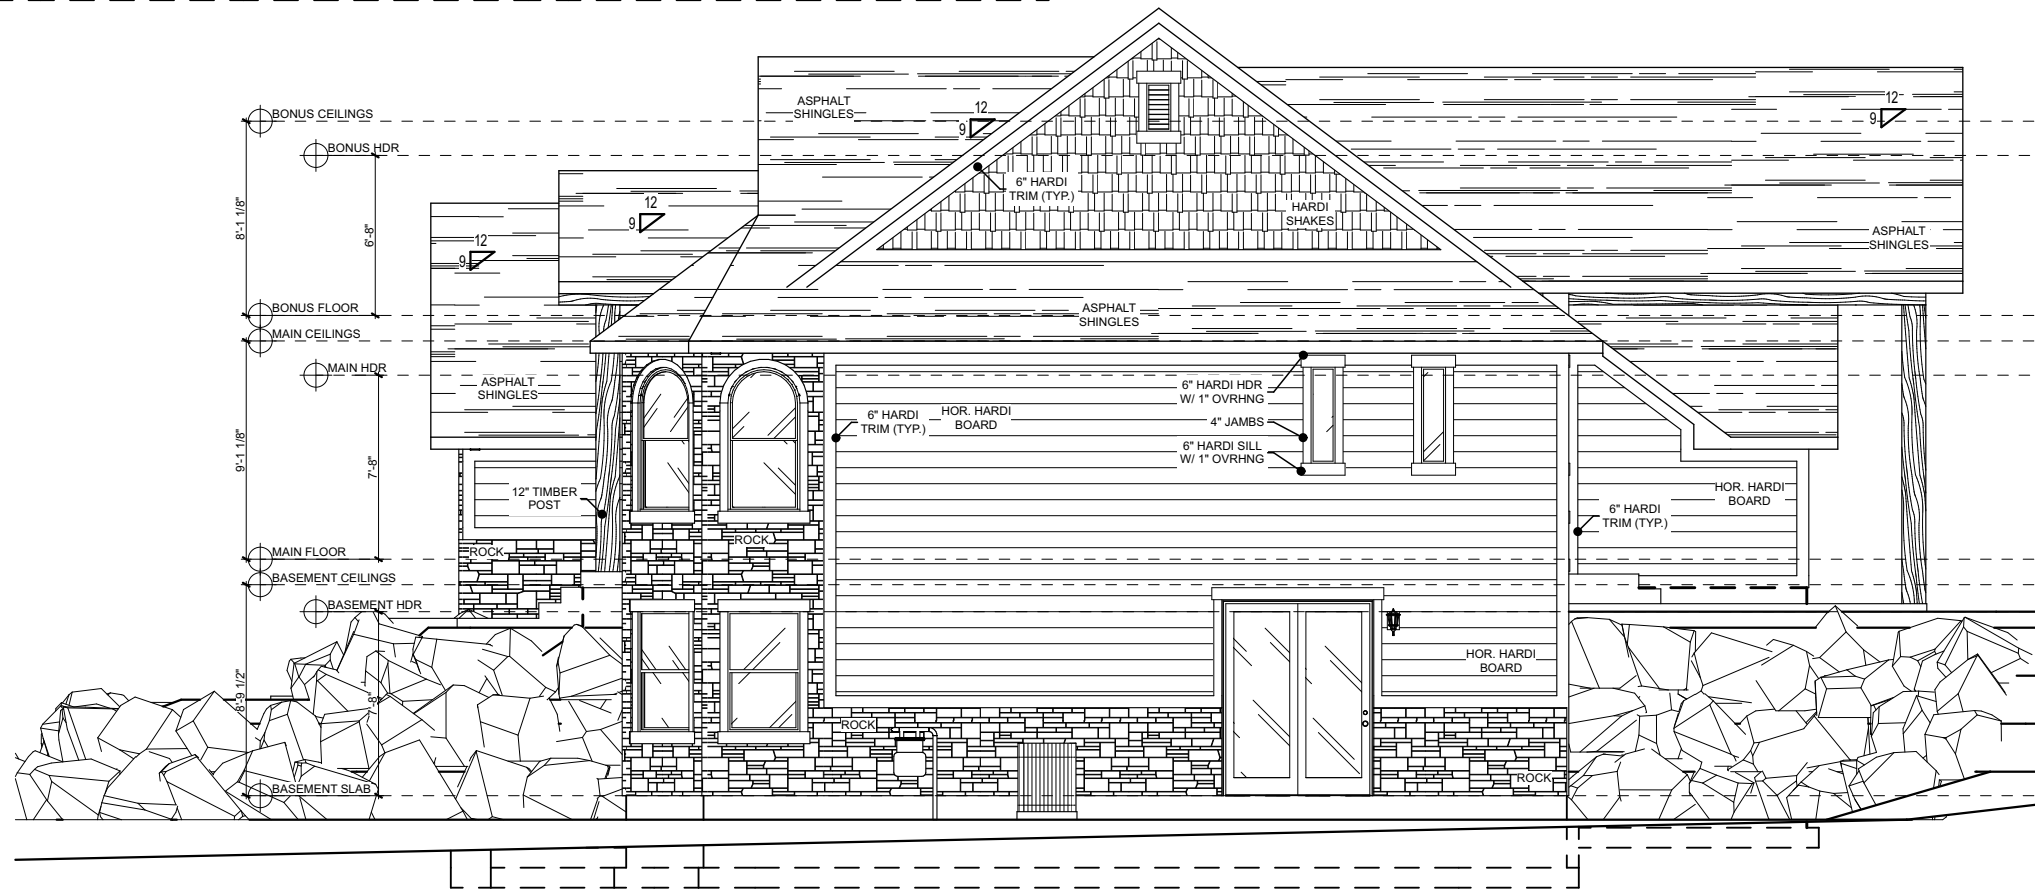 BONUS CEILINGS
BONUS HDR
8'-1 1/8"
6'-8"
BONUS FLOOR
MAIN CEILINGS
MAIN HDR
9'-1 1/8"
7'-8"
MAIN FLOOR
BASEMENT CEILINGS
BASEMENT HDR
8'-9 1/2"
7'-8"
BASEMENT SLAB
12
9
ASPHALT
SHINGLES
12
9
ASPHALT
SHINGLES
12
9
6" HARDI
TRIM (TYP.)
HARDI
SHAKES
12
9
ASPHALT
SHINGLES
ASPHALT
SHINGLES
12" TIMBER
POST
ROCK
ROCK
6" HARDI
TRIM (TYP.)
HOR. HARDI
BOARD
6" HARDI HDR
W/ 1" OVRHNG
4" JAMBS
6" HARDI SILL
W/ 1" OVRHNG
HOR. HARDI
BOARD
6" HARDI
TRIM (TYP.)
HOR. HARDI
BOARD
ROCK
ROCK